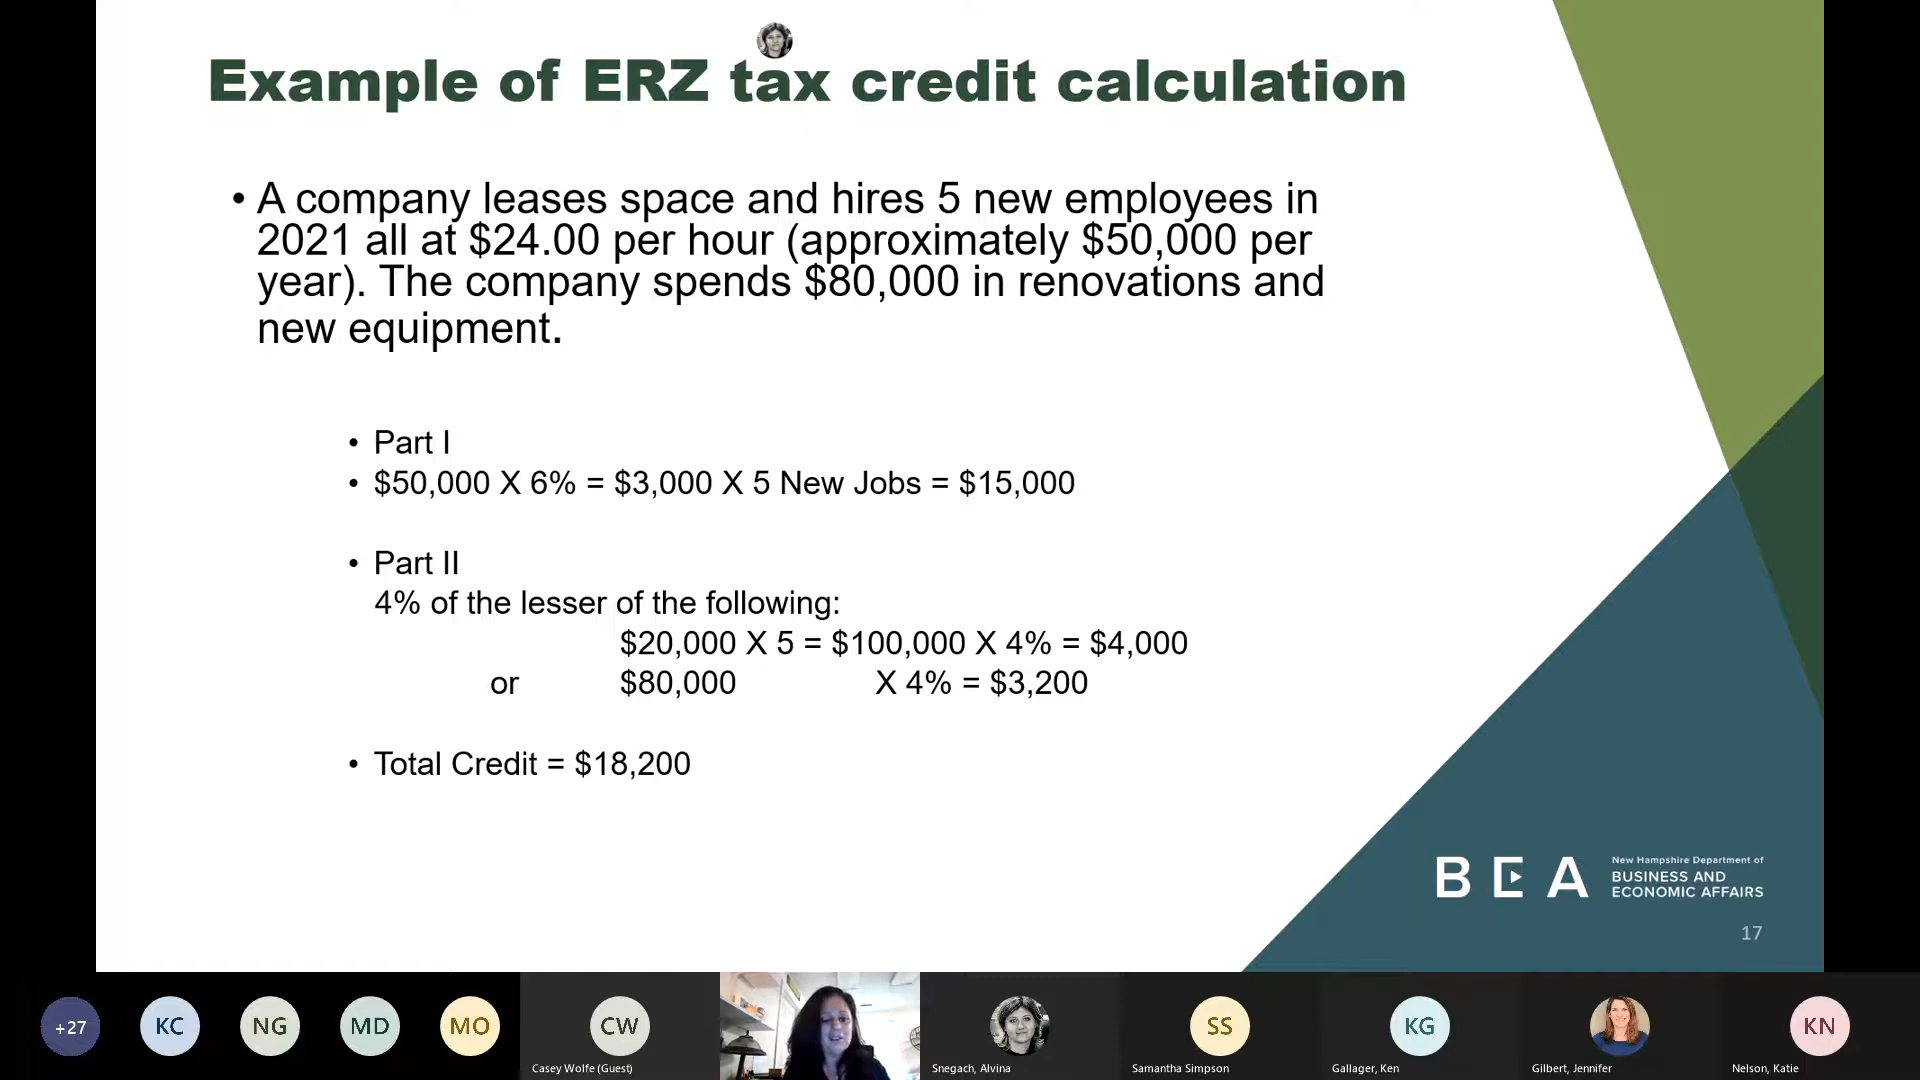 Example of ERZ tax credit calculation
• A company leases space and hires 5 new employees in
2021 all at $24.00 per hour (approximately $50,000 per
year). The company spends $80,000 in renovations and
new equipment.
• Part I
• $50,000 X 6% = $3,000 X 5 New Jobs = $15,000
• Part II
4% of the lesser of the following:
$20,000 X 5 = $100,000 X 4% = $4,000
or $80,000 X 4% = $3,200
• Total Credit = $18,200
BEA
New Hampshire Department of
BUSINESS AND
ECONOMIC AFFAIRS
17
+27
KC
NG
MD
MO
CW
Casey Wolfe (Guest)
Snegach, Alvina
SS
Samantha Simpson
KG
Gallager, Ken
Gilbert, Jennifer
KN
Nelson, Katie